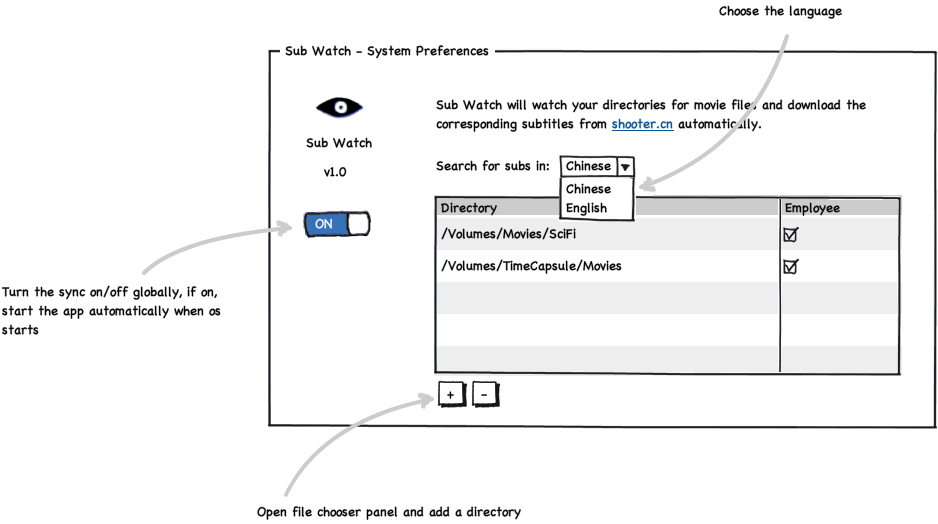 Choose the language
Sub Watch - System Preferences
Sub Watch
v1.0
ON
Sub Watch will watch your directories for movie files and download the
corresponding subtitles from shooter.cn automatically.
Search for subs in: Chinese
Chinese
English
Directory Employee
/Volumes/Movies/SciFi
/Volumes/TimeCapsule/Movies
+ -
Turn the sync on/off globally, if on,
start the app automatically when os
starts
Open file chooser panel and add a directory